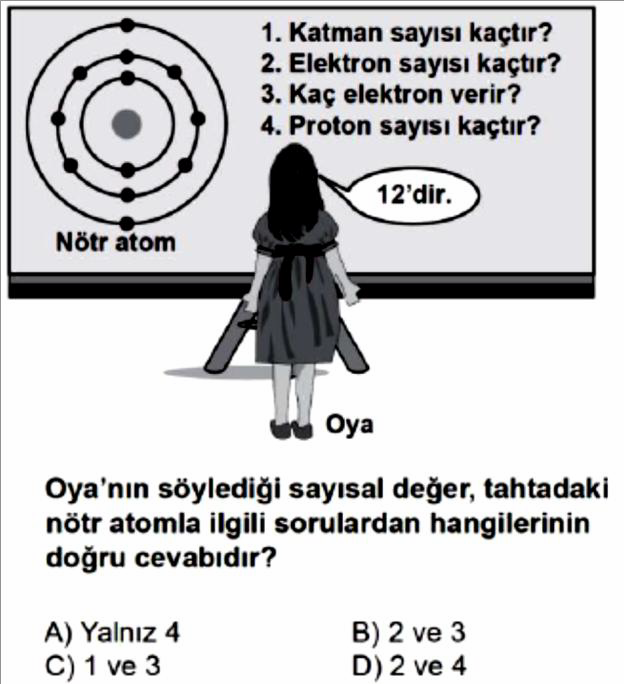 1. Katman sayısı kaçtır?
2. Elektron sayısı kaçtır?
3. Kaç elektron verir?
4. Proton sayısı kaçtır?
12'dir.
Nötr atom
Oya
Oya'nın söylediği sayısal değer, tahtadaki
nötr atomla ilgili sorulardan hangilerinin
doğru cevabıdır?
A) Yalnız 4
B) 2 ve 3
C) 1 ve 3
D) 2 ve 4